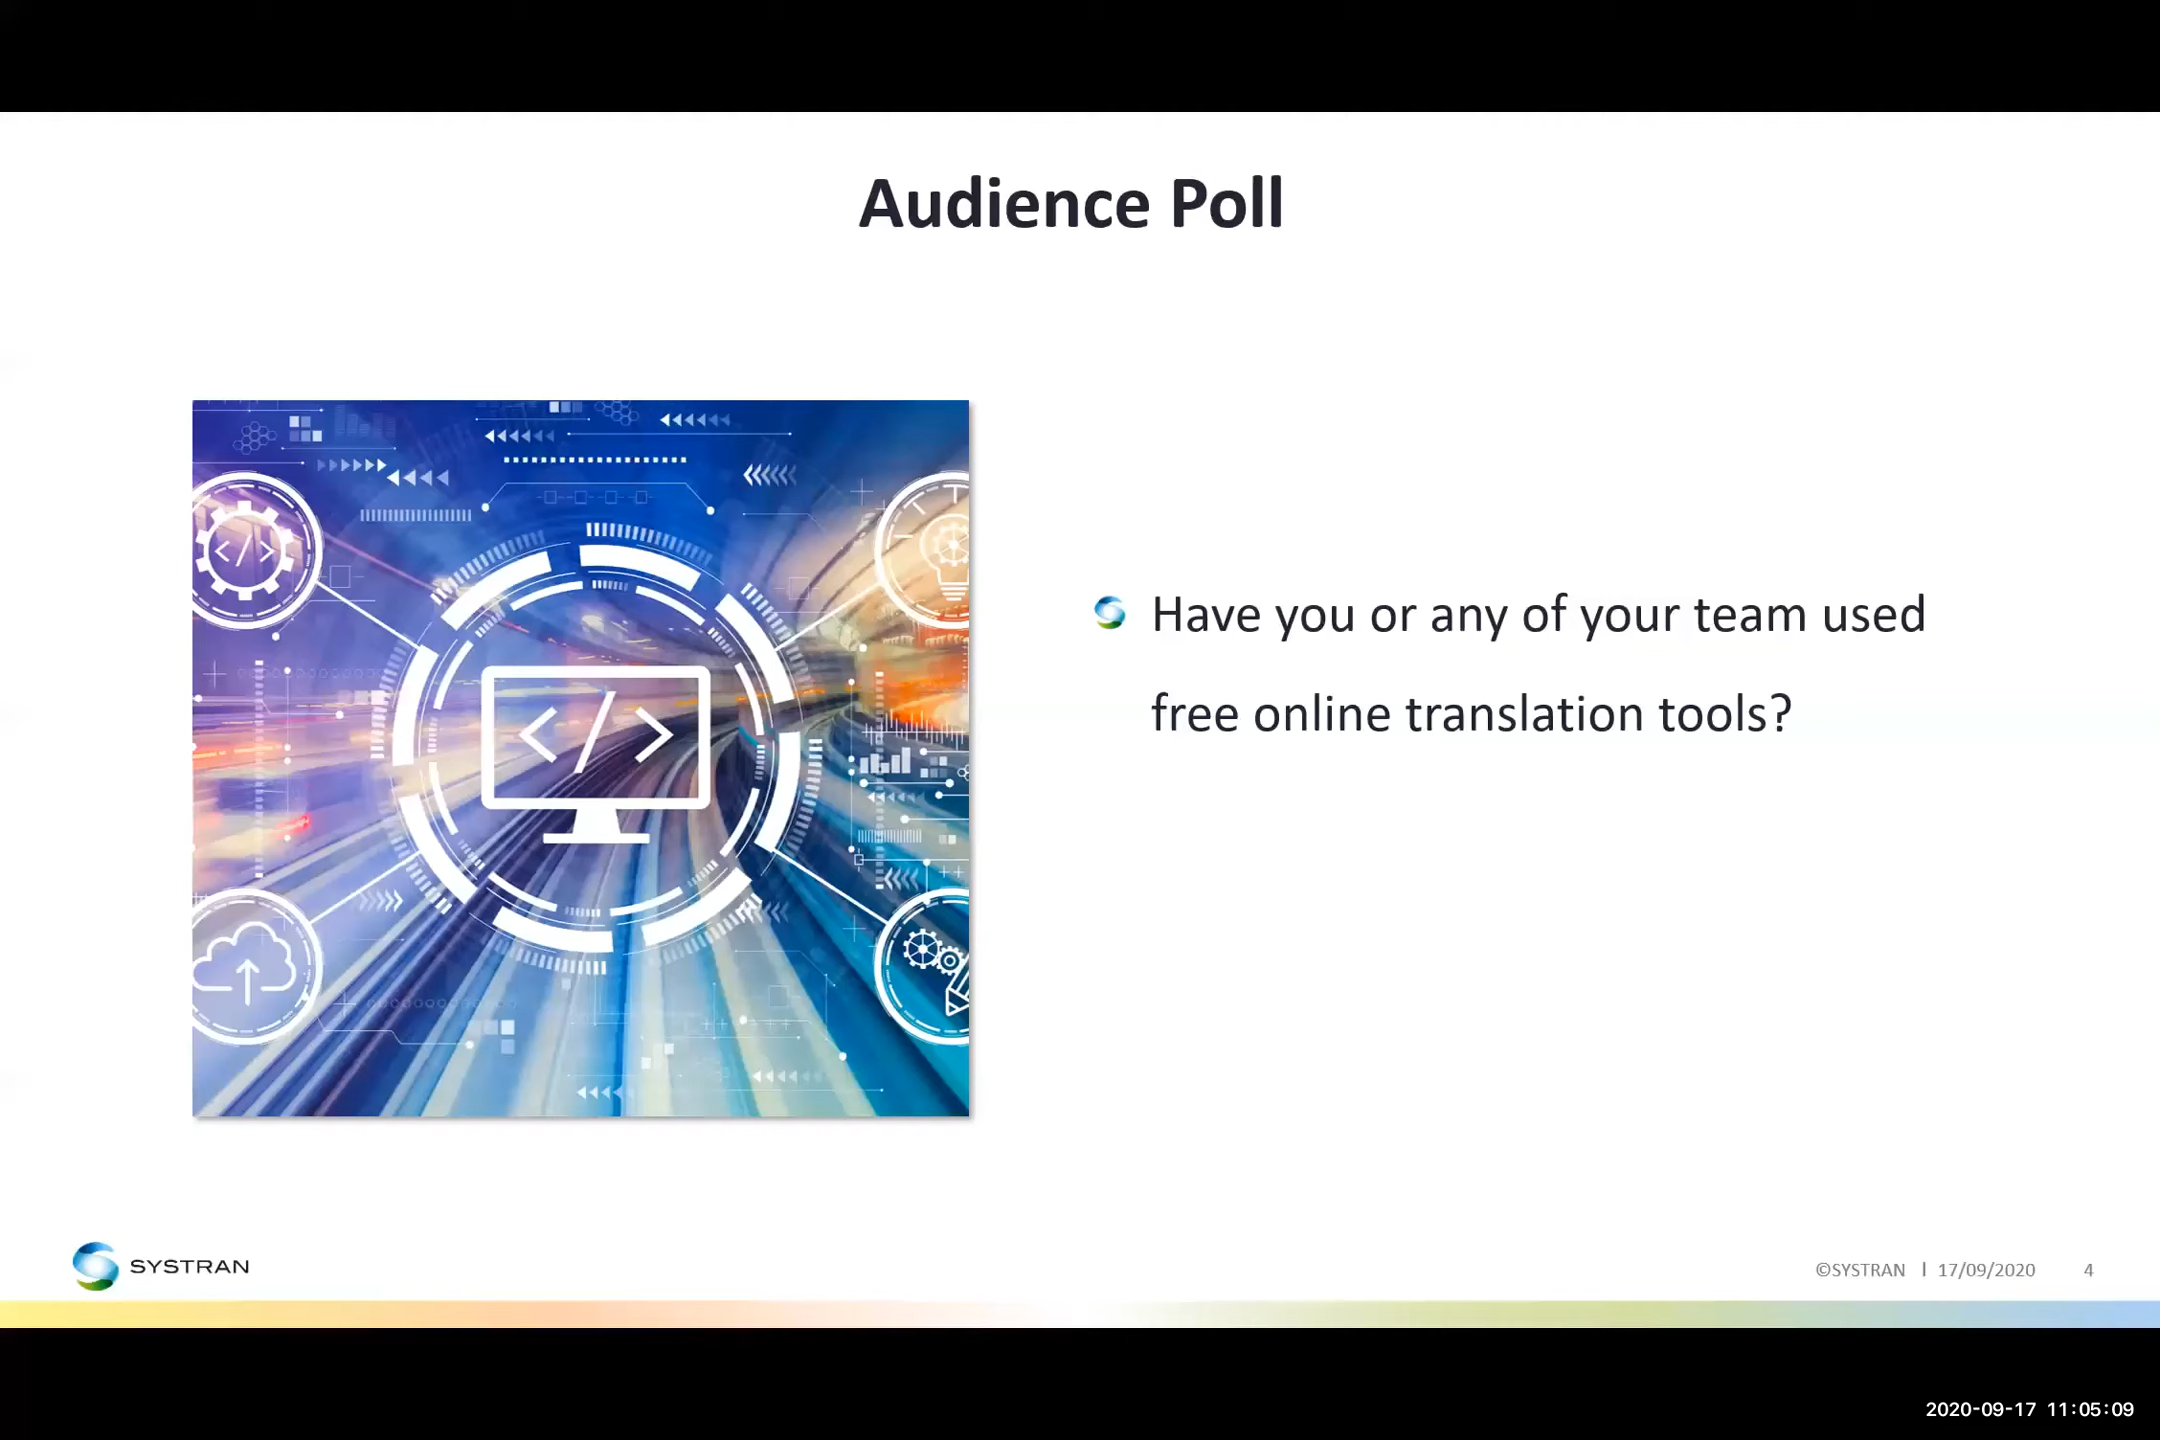 Audience Poll
Have you or any of your team used
free online translation tools?
SYSTRAN
©SYSTRAN | 17/09/2020 4
2020-09-17 11:05:09